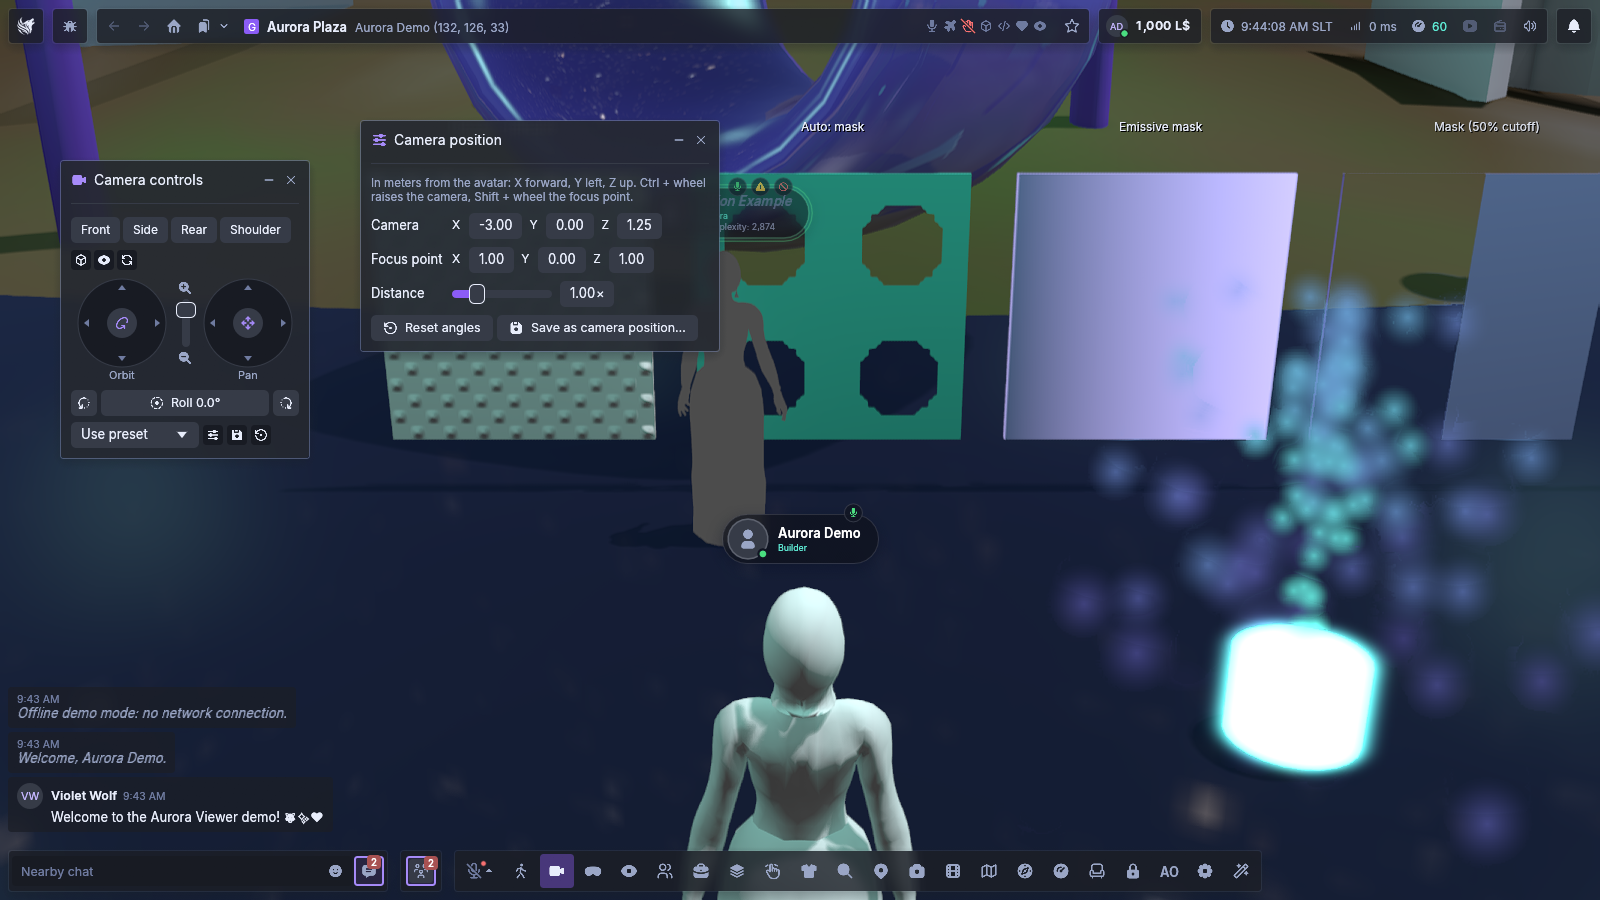 G Aurora Plaza Aurora Demo (132, 126, 33)
AD 1,000 L$
9:44:08 AM SLT 0 ms 60
Camera position
In meters from the avatar: X forward, Y left, Z up. Ctrl + wheel
raises the camera, Shift + wheel the focus point.
Camera X -3.00 Y 0.00 Z 1.25
Focus point X 1.00 Y 0.00 Z 1.00
Distance 1.00×
Reset angles Save as camera position...
Camera controls
Front Side Rear Shoulder
Orbit Pan
Roll 0.0°
Use preset
Auto: mask
Emissive mask
Mask (50% cutoff)
on Example
ra
plexity: 2,874
Aurora Demo
Builder
9:43 AM
Offline demo mode: no network connection.
9:43 AM
Welcome, Aurora Demo.
VW Violet Wolf 9:43 AM
Welcome to the Aurora Viewer demo!
Nearby chat 2 2 AO